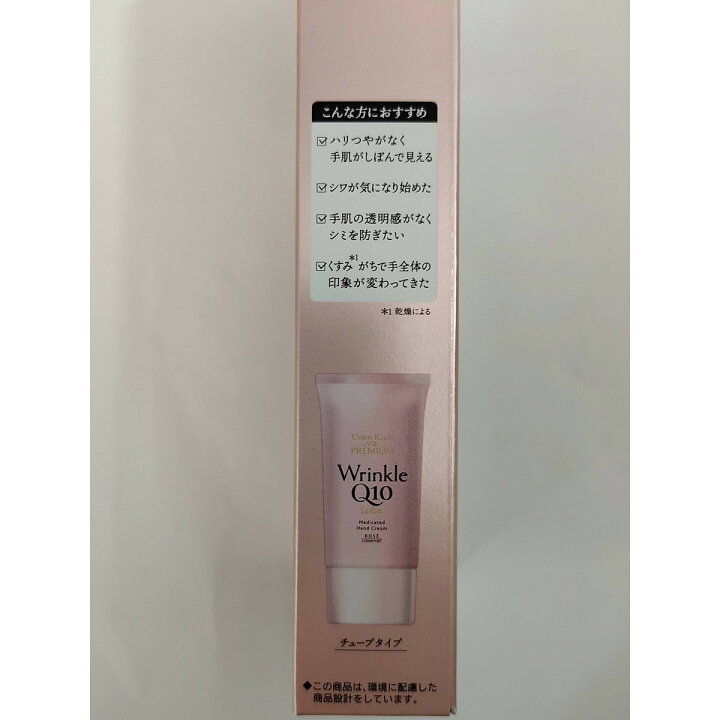 こんな方におすすめ
ハリつやがなく
手肌がしぼんで見える
シワが気になり始めた
手肌の透明感がなく
シミを防ぎたい
くすみ*1がちで手全体の
印象が変わってきた
*1 乾燥による
Coen Rich
The
PREMIUM
Wrinkle
Q10
White
Medicated
Hand Cream
KOSÉ
COSMEPORT
チューブタイプ
◆この商品は、環境に配慮した
商品設計をしています。